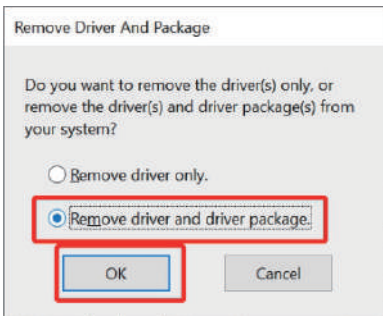 Remove Driver And Package
Do you want to remove the driver(s) only, or
remove the driver(s) and driver package(s) from
your system?
Remove driver only.
Remove driver and driver package.
OK
Cancel